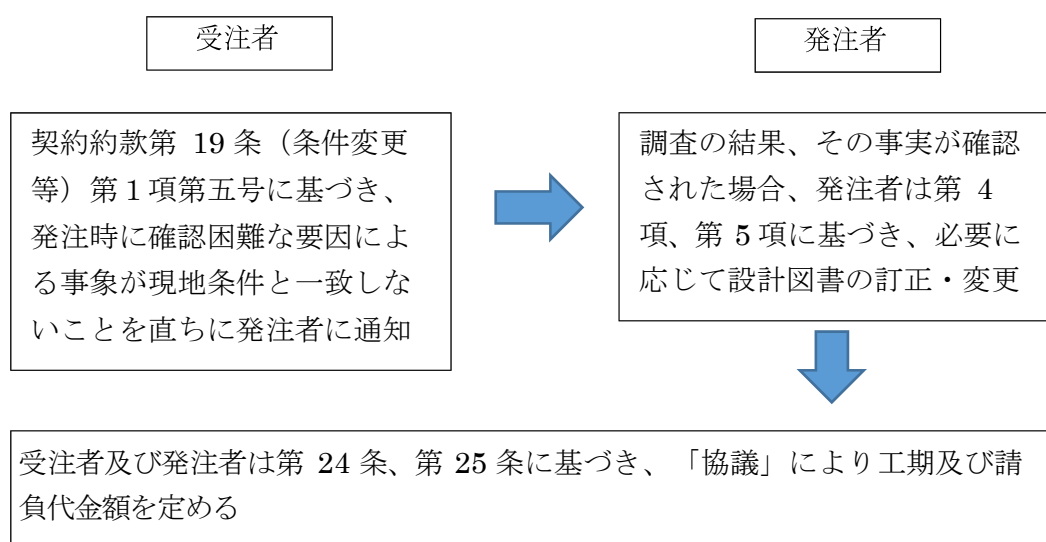 受注者
発注者
契約約款第 19 条（条件変更
等）第 1 項第五号に基づき、
発注時に確認困難な要因によ
る事象が現地条件と一致しな
いことを直ちに発注者に通知
調査の結果、その事実が確認
された場合、発注者は第 4
項、第 5 項に基づき、必要に
応じて設計図書の訂正・変更
受注者及び発注者は第 24 条、第 25 条に基づき、「協議」により工期及び請
負代金額を定める